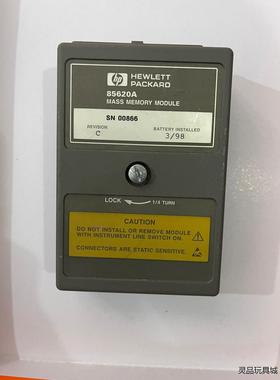 hp HEWLETT
PACKARD
85620A
MASS MEMORY MODULE
SN 00866
REVISION BATTERY INSTALLED
C 3/98
LOCK 1/4 TURN
CAUTION
DO NOT INSTALL OR REMOVE MODULE
WITH INSTRUMENT LINE SWITCH ON.
CONNECTORS ARE STATIC SENSITIVE.
灵品玩具城